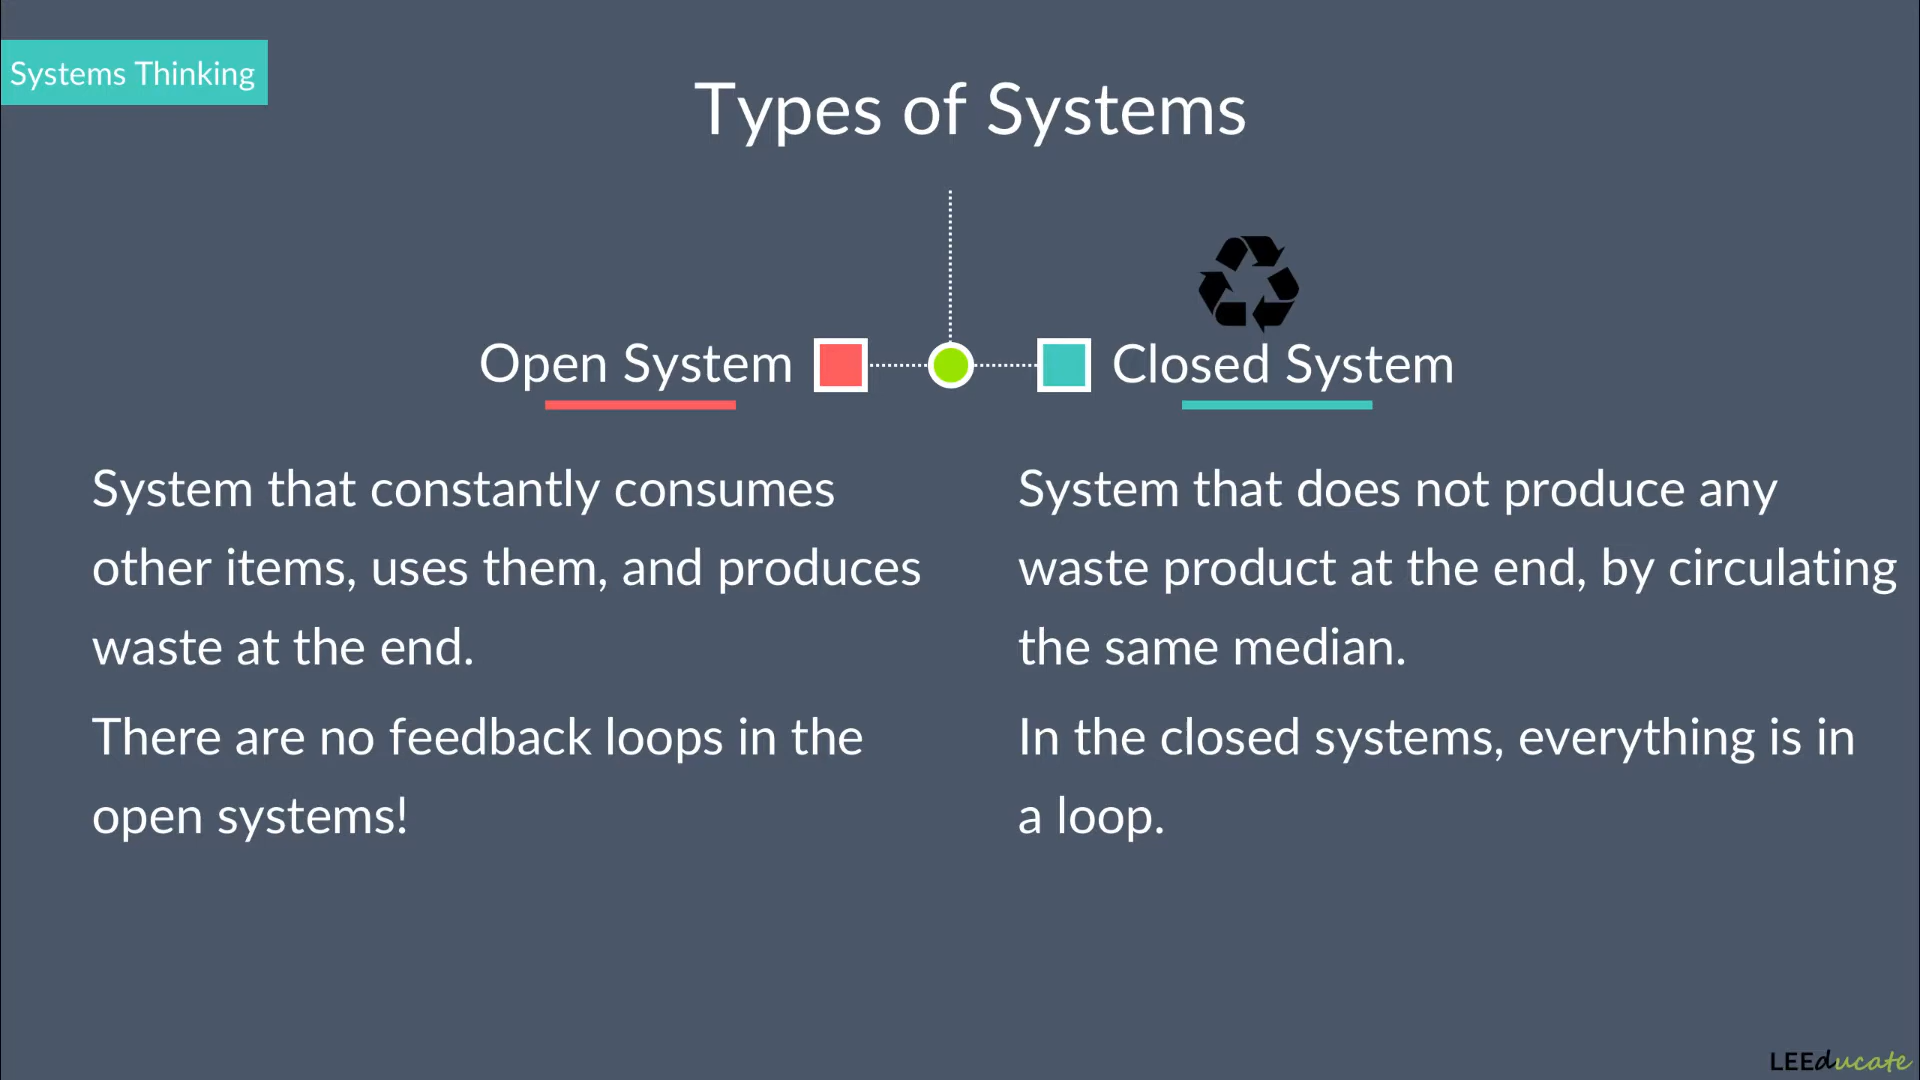 Systems Thinking
Types of Systems
Open System
Closed System
System that constantly consumes
other items, uses them, and produces
waste at the end.
There are no feedback loops in the
open systems!
System that does not produce any
waste product at the end, by circulating
the same median.
In the closed systems, everything is in
a loop.
LEEducate